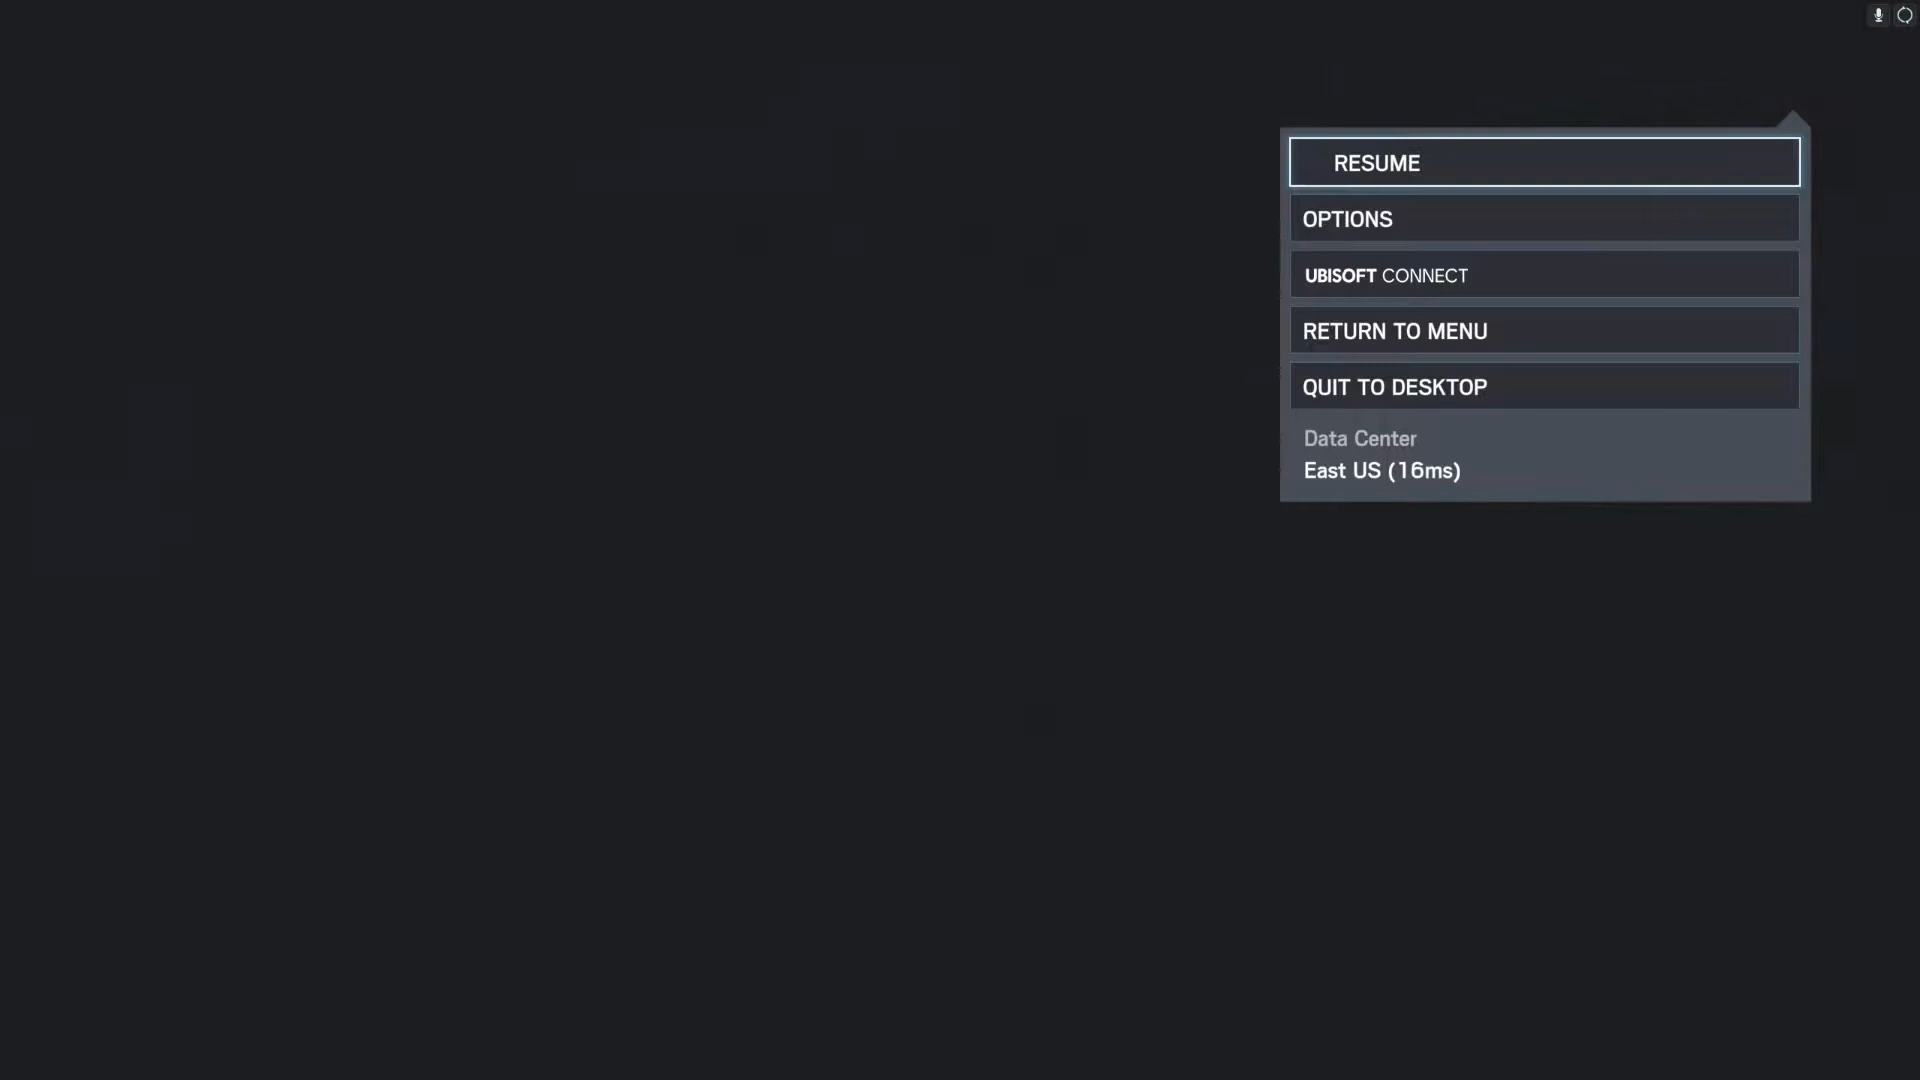 RESUME
OPTIONS
UBISOFT CONNECT
RETURN TO MENU
QUIT TO DESKTOP
Data Center
East US (16ms)